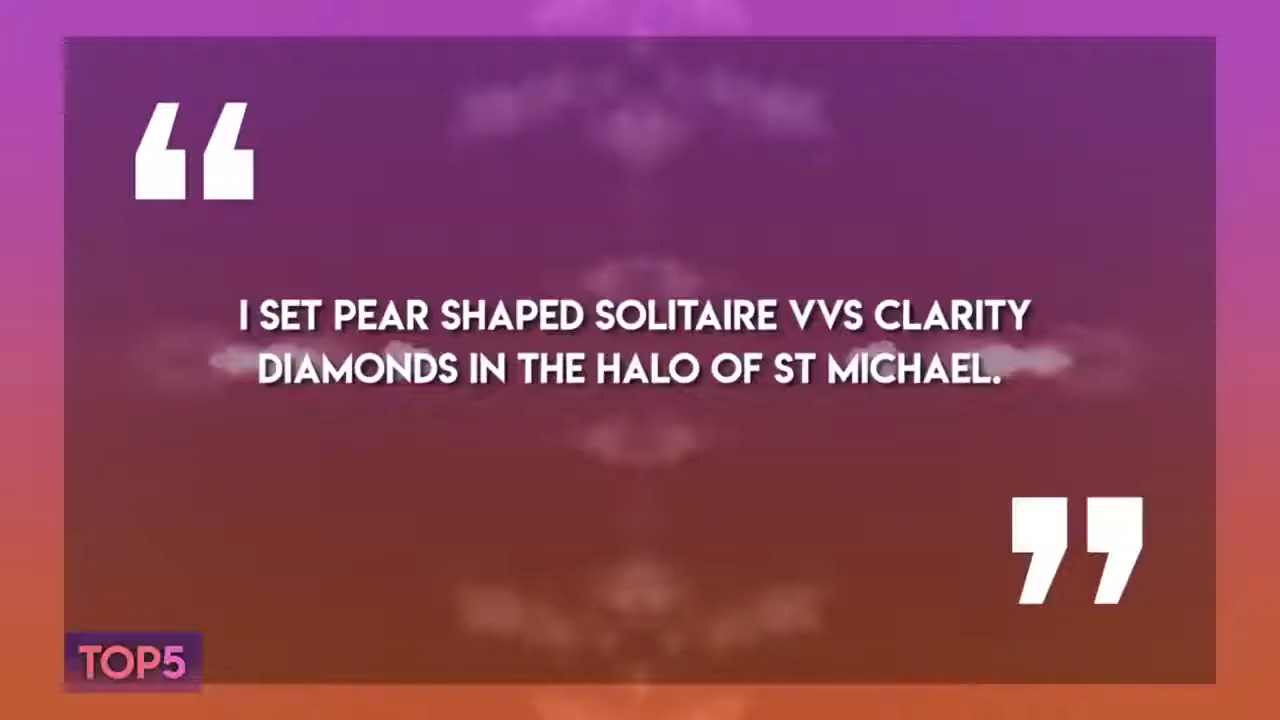 “
I SET PEAR SHAPED SOLITAIRE VVS CLARITY
DIAMONDS IN THE HALO OF ST MICHAEL.
”
TOP5